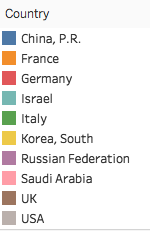 Country
China, P.R.
France
Germany
Israel
Italy
Korea, South
Russian Federation
Saudi Arabia
UK
USA